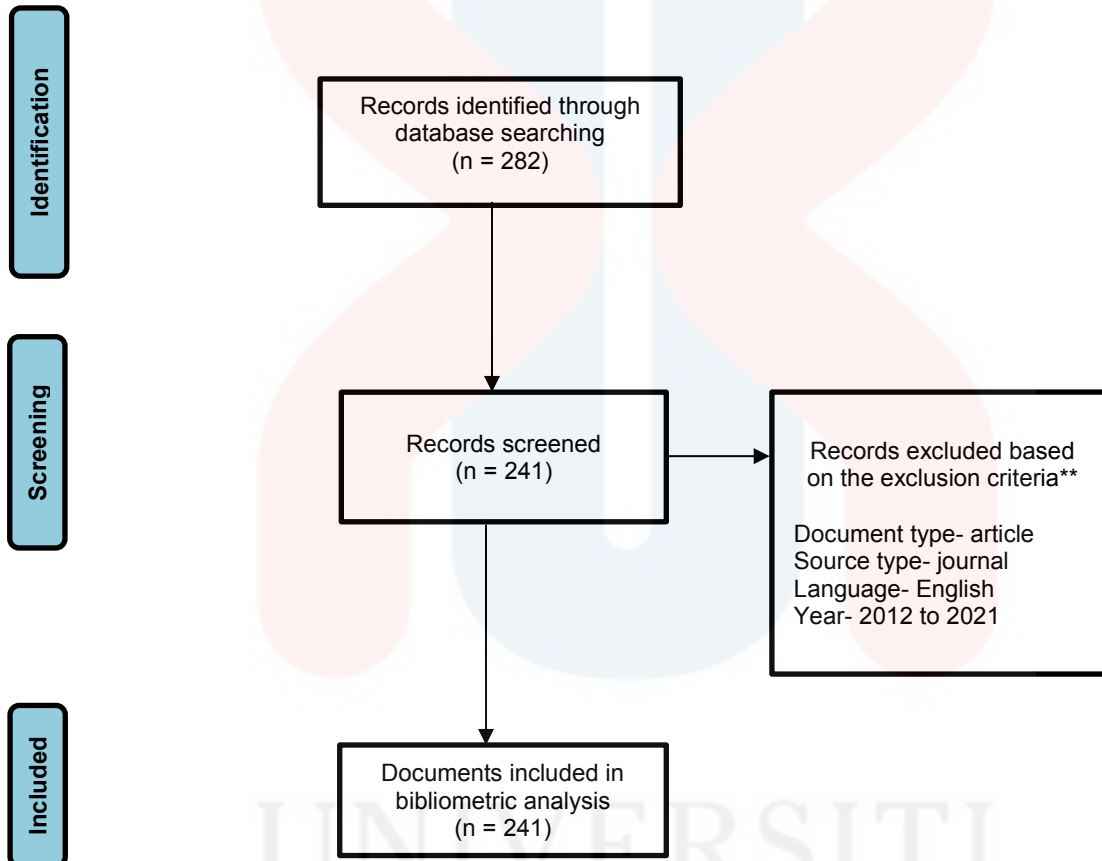 Identification
Records identified through
database searching
(n = 282)
Screening
Records screened
(n = 241)
Records excluded based
on the exclusion criteria**
Document type- article
Source type- journal
Language- English
Year- 2012 to 2021
Included
Documents included in
bibliometric analysis
(n = 241)
UNIVERSITI